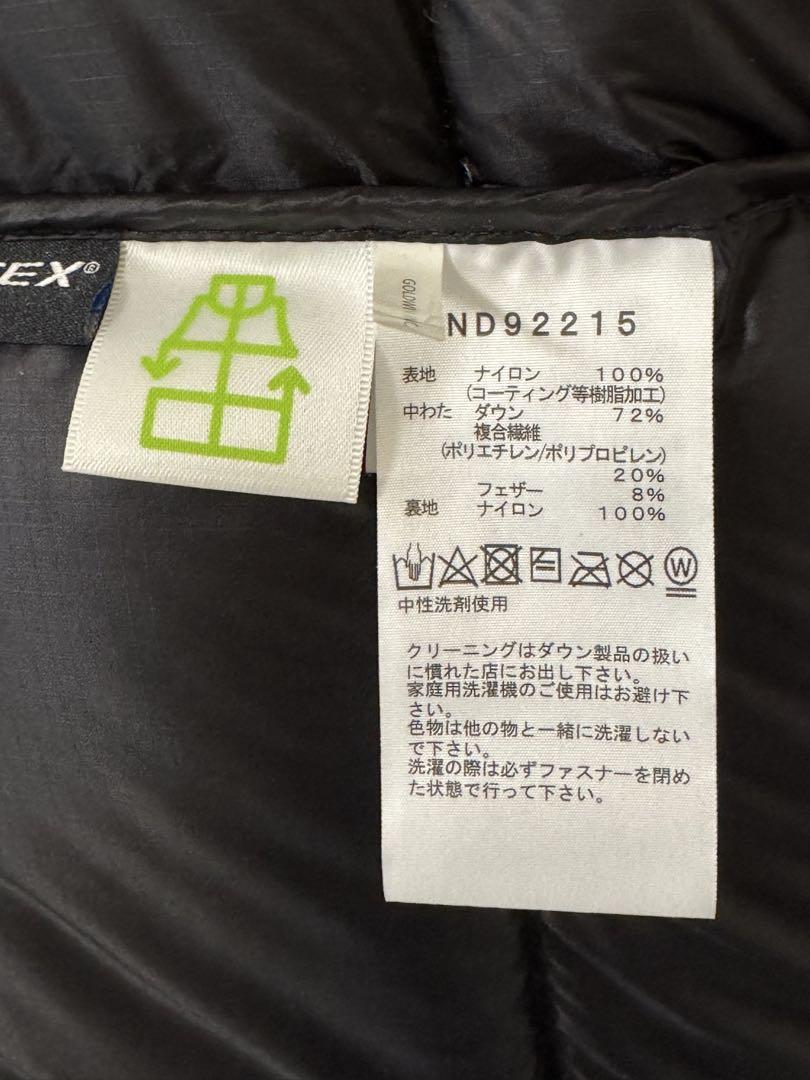 TEX®
GOLDWI
ND92215
表地 ナイロン 100%
(コーティング等樹脂加工)
中わた ダウン 72%
複合繊維
(ポリエチレン/ポリプロピレン)
20%
フェザー 8%
裏地 ナイロン 100%
W
中性洗剤使用
クリーニングはダウン製品の扱い
に慣れた店にお出し下さい。
家庭用洗濯機のご使用はお避け下
さい。
色物は他の物と一緒に洗濯しない
で下さい。
洗濯の際は必ずファスナーを閉め
た状態で行って下さい。